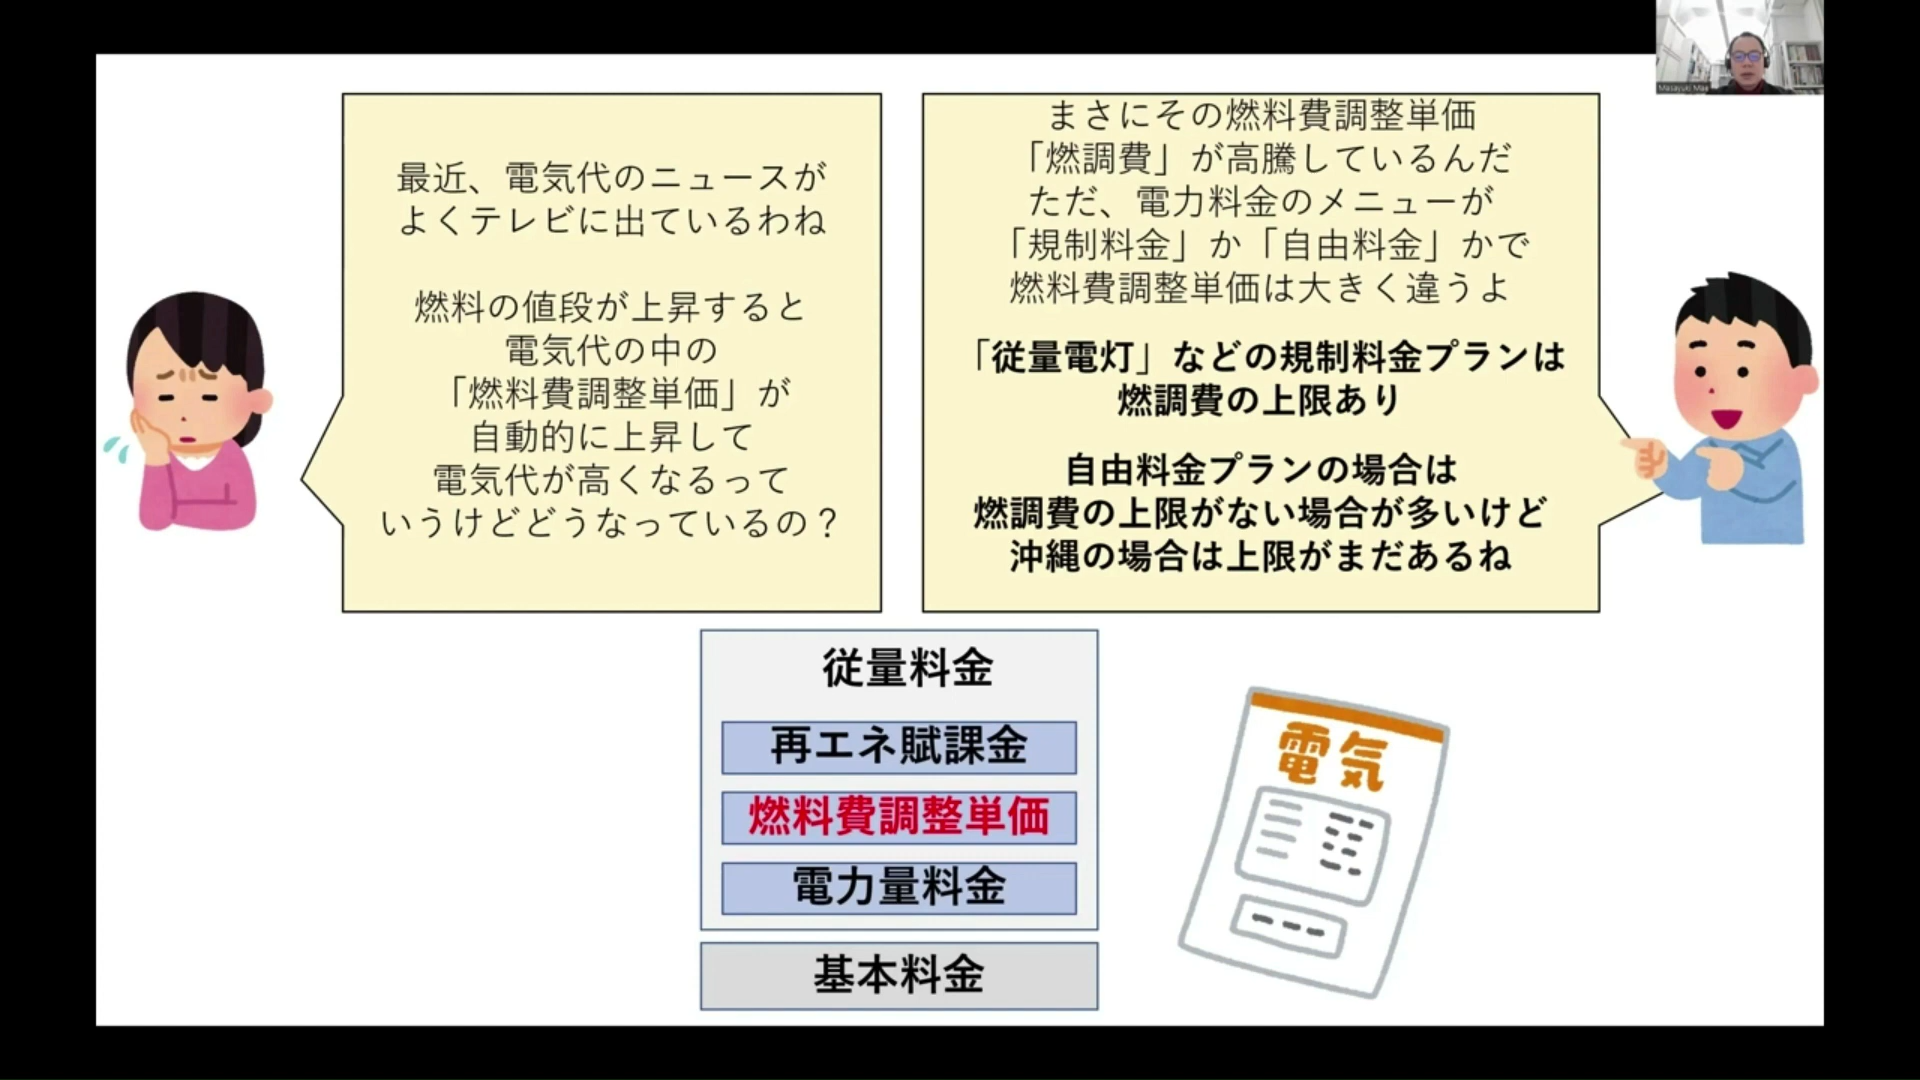 最近、電気代のニュースが
よくテレビに出ているわね
燃料の値段が上昇すると
電気代の中の
「燃料費調整単価」が
自動的に上昇して
電気代が高くなるって
いうけどどうなっているの？
まさにその燃料費調整単価
「燃調費」が高騰しているんだ
ただ、電力料金のメニューが
「規制料金」か「自由料金」かで
燃料費調整単価は大きく違うよ
「従量電灯」などの規制料金プランは
燃調費の上限あり
自由料金プランの場合は
燃調費の上限がない場合が多いけど
沖縄の場合は上限がまだあるね
従量料金
再エネ賦課金
燃料費調整単価
電力量料金
基本料金
電気
Masayuki Mae